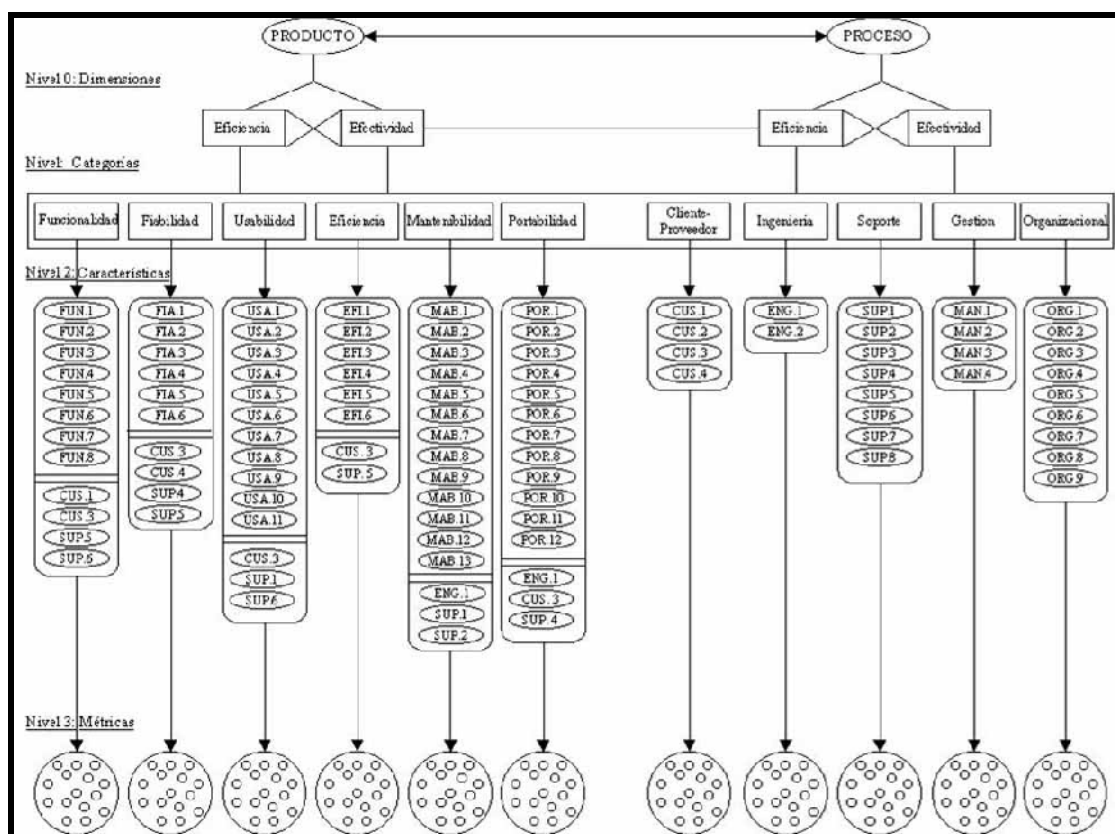 PRODUCTO PROCESO
Nivel 0: Dimensiones
Eficiencia Efectividad Eficiencia Efectividad
Nivel: Categorías
Funcionalidad Fiabilidad Usabilidad Eficiencia Mantenibilidad Portabilidad Cliente-Proveedor Ingenieria Soporte Gestion Organizacional
Nivel 2: Características
FUN.1 FIA.1 USA.1 EFI.1 MAB.1 POR.1 CUS.1 ENG.1 SUP.1 MAN.1 ORG.1
FUN.2 FIA.2 USA.2 EFI.2 MAB.2 POR.2 CUS.2 ENG.2 SUP.2 MAN.2 ORG.2
FUN.3 FIA.3 USA.3 EFI.3 MAB.3 POR.3 CUS.3 SUP.3 MAN.3 ORG.3
FUN.4 FIA.4 USA.4 EFI.4 MAB.4 POR.4 CUS.4 SUP.4 MAN.4 ORG.4
FUN.5 FIA.5 USA.5 EFI.5 MAB.5 POR.5 SUP.5 ORG.5
FUN.6 FIA.6 USA.6 EFI.6 MAB.6 POR.6 SUP.6 ORG.6
FUN.7 USA.7 MAB.7 POR.7 SUP.7 ORG.7
FUN.8 CUS.3 USA.8 CUS.3 MAB.8 POR.8 SUP.8 ORG.8
CUS.4 USA.9 SUP.5 MAB.9 POR.9 ORG.9
CUS.1 SUP.4 USA.10 MAB.10 POR.10
CUS.3 SUP.5 USA.11 MAB.11 POR.11
SUP.5 MAB.12 POR.12
SUP.6 CUS.3 MAB.13
SUP.1 ENG.1 ENG.1
SUP.6 SUP.1 CUS.3
SUP.2 SUP.4
Nivel 3: Métricas